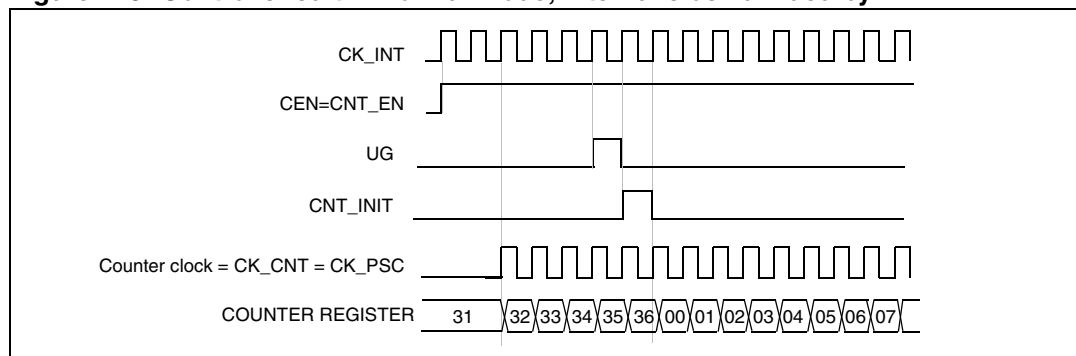 CK_INT
CEN=CNT_EN
UG
CNT_INIT
Counter clock = CK_CNT = CK_PSC
COUNTER REGISTER 31 32 33 34 35 36 00 01 02 03 04 05 06 07